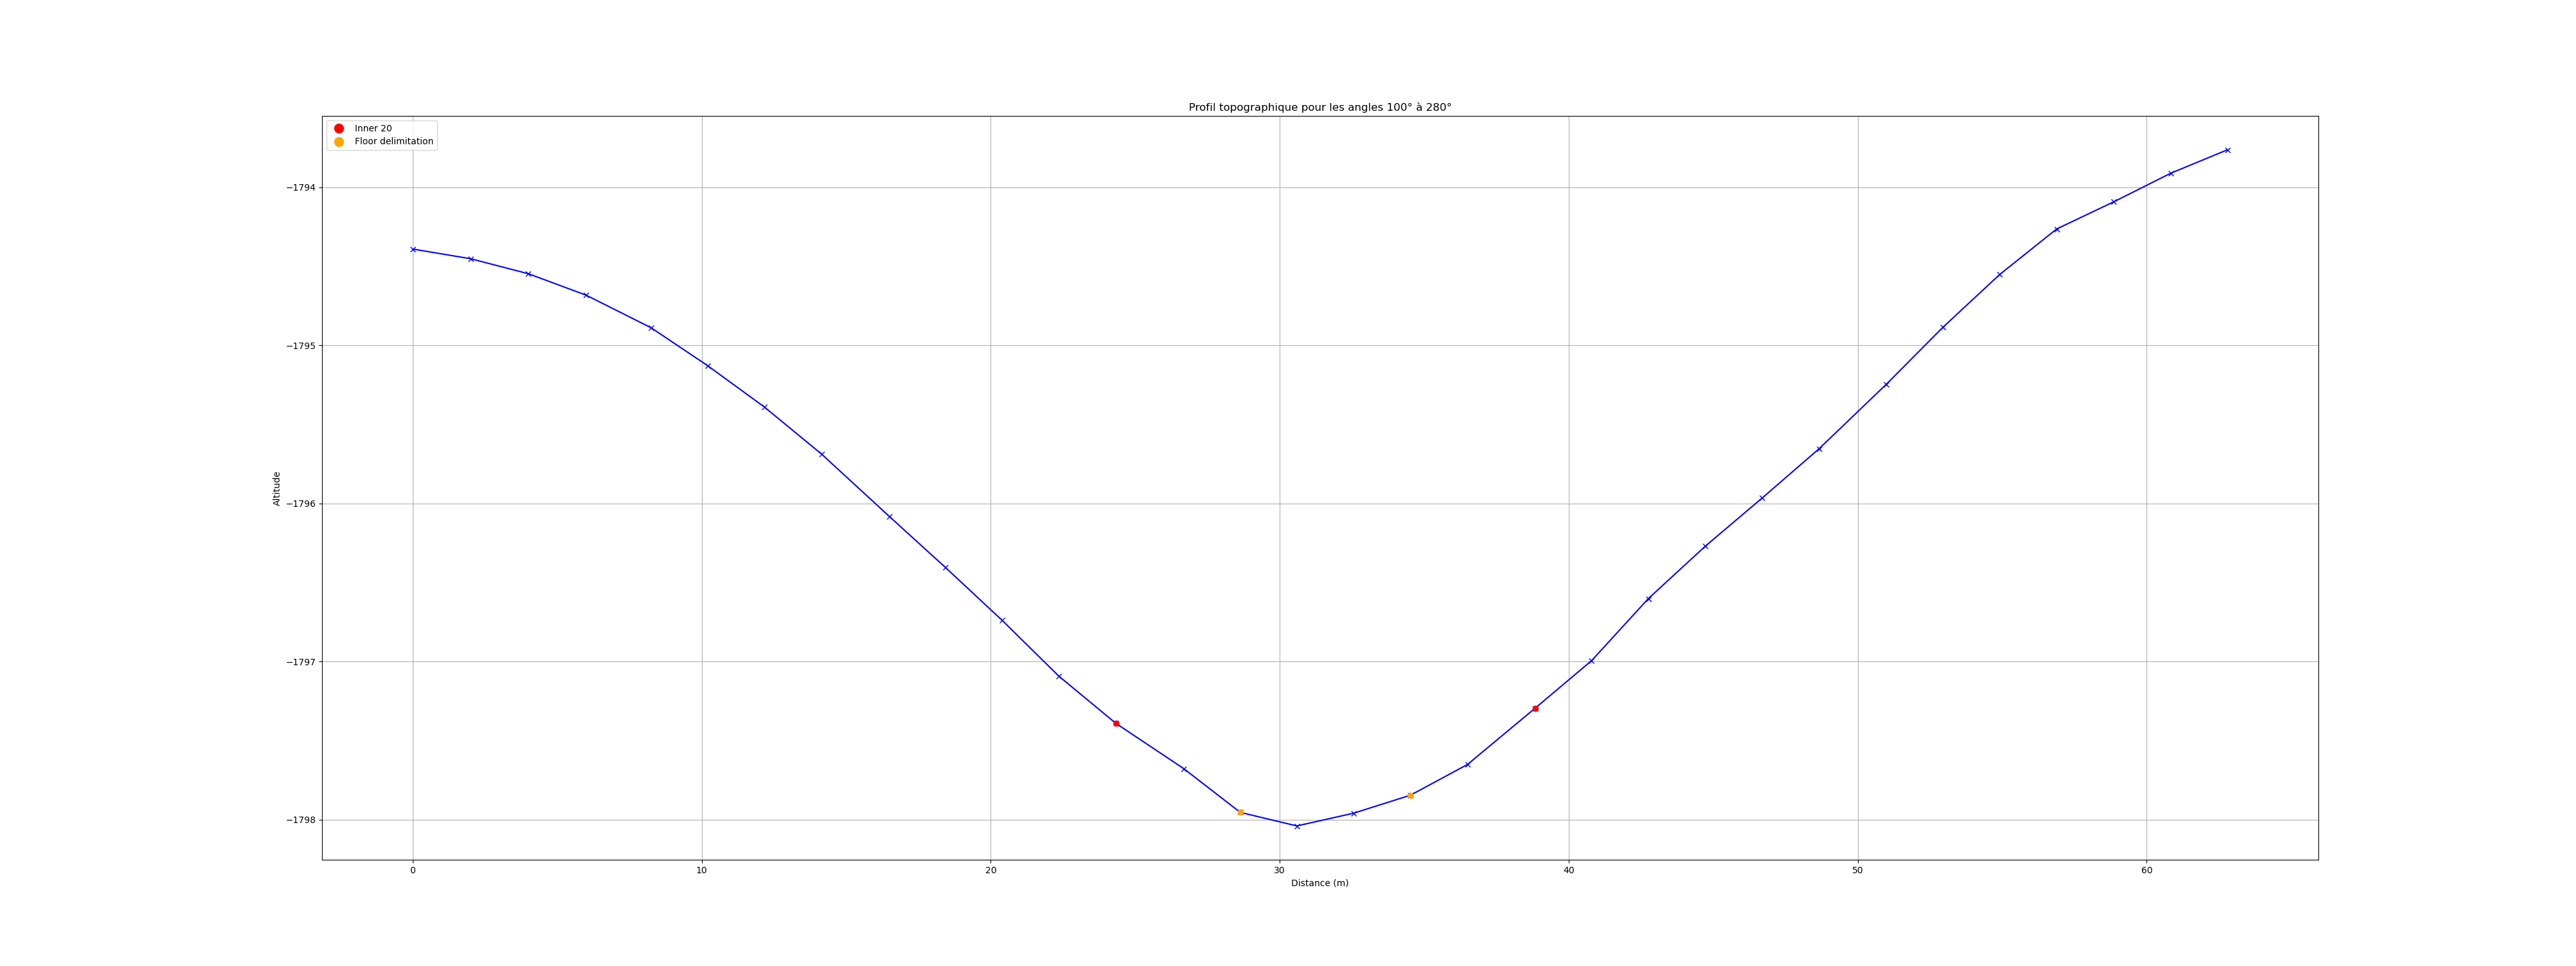 Profil topographique pour les angles 100° à 280°
Inner 20
Floor delimitation
−1794
−1795
−1796
−1797
−1798
Altitude
0 10 20 30 40 50 60
Distance (m)